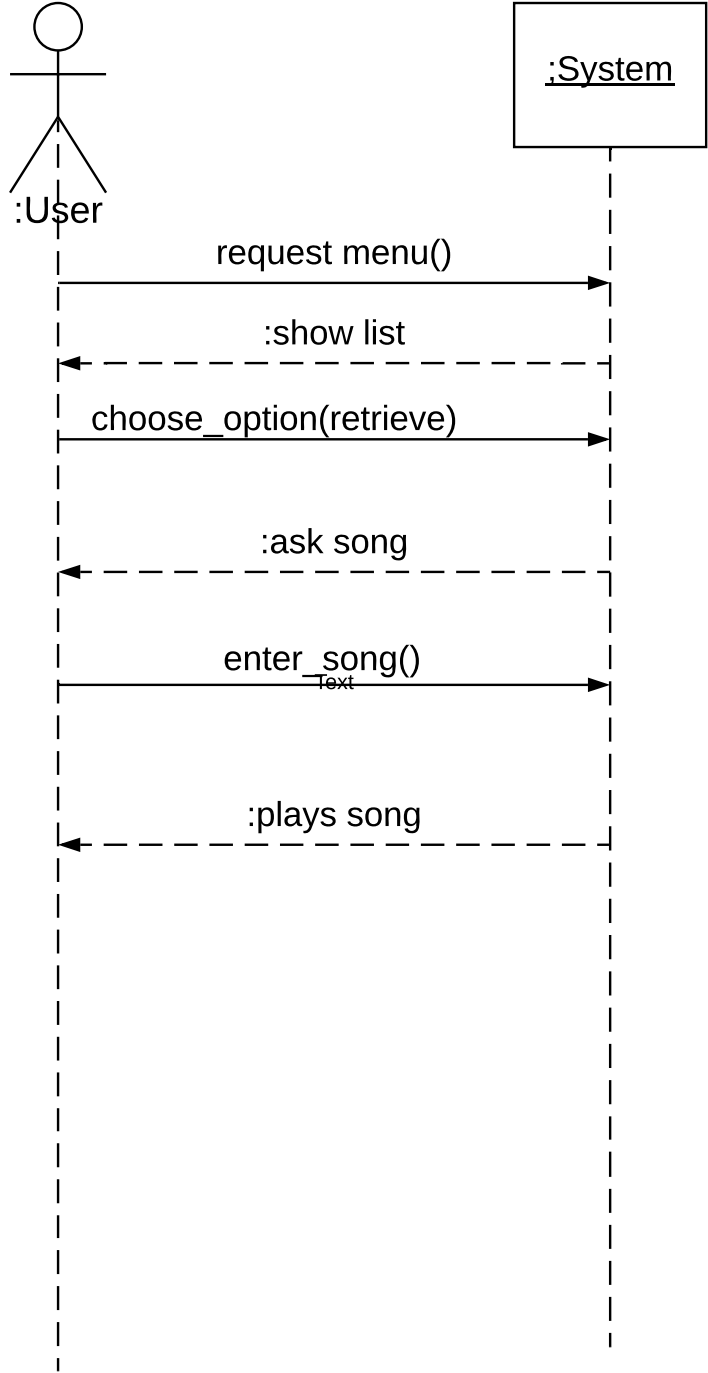 ;System
:User
request menu()
:show list
choose_option(retrieve)
:ask song
enter_song()
Text
:plays song